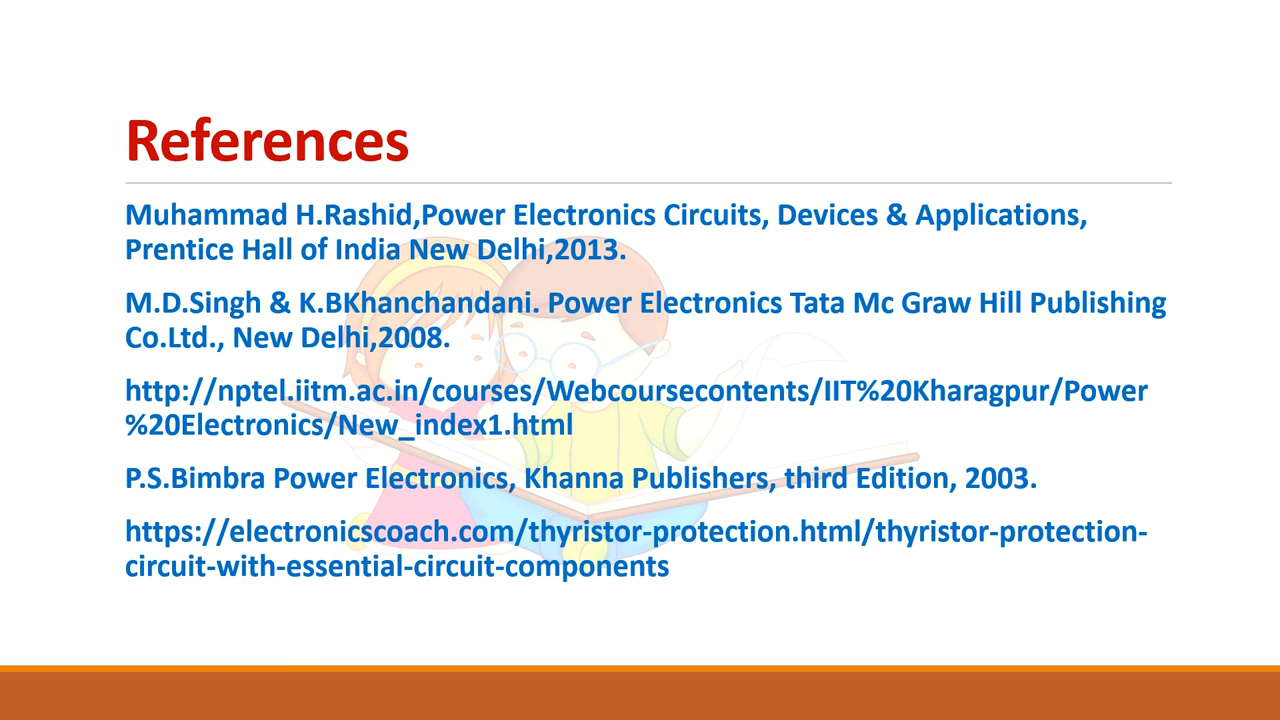 References
Muhammad H.Rashid,Power Electronics Circuits, Devices & Applications,
Prentice Hall of India New Delhi,2013.
M.D.Singh & K.BKhanchandani. Power Electronics Tata Mc Graw Hill Publishing
Co.Ltd., New Delhi,2008.
http://nptel.iitm.ac.in/courses/Webcoursecontents/IIT%20Kharagpur/Power
%20Electronics/New_index1.html
P.S.Bimbra Power Electronics, Khanna Publishers, third Edition, 2003.
https://electronicscoach.com/thyristor-protection.html/thyristor-protection-
circuit-with-essential-circuit-components